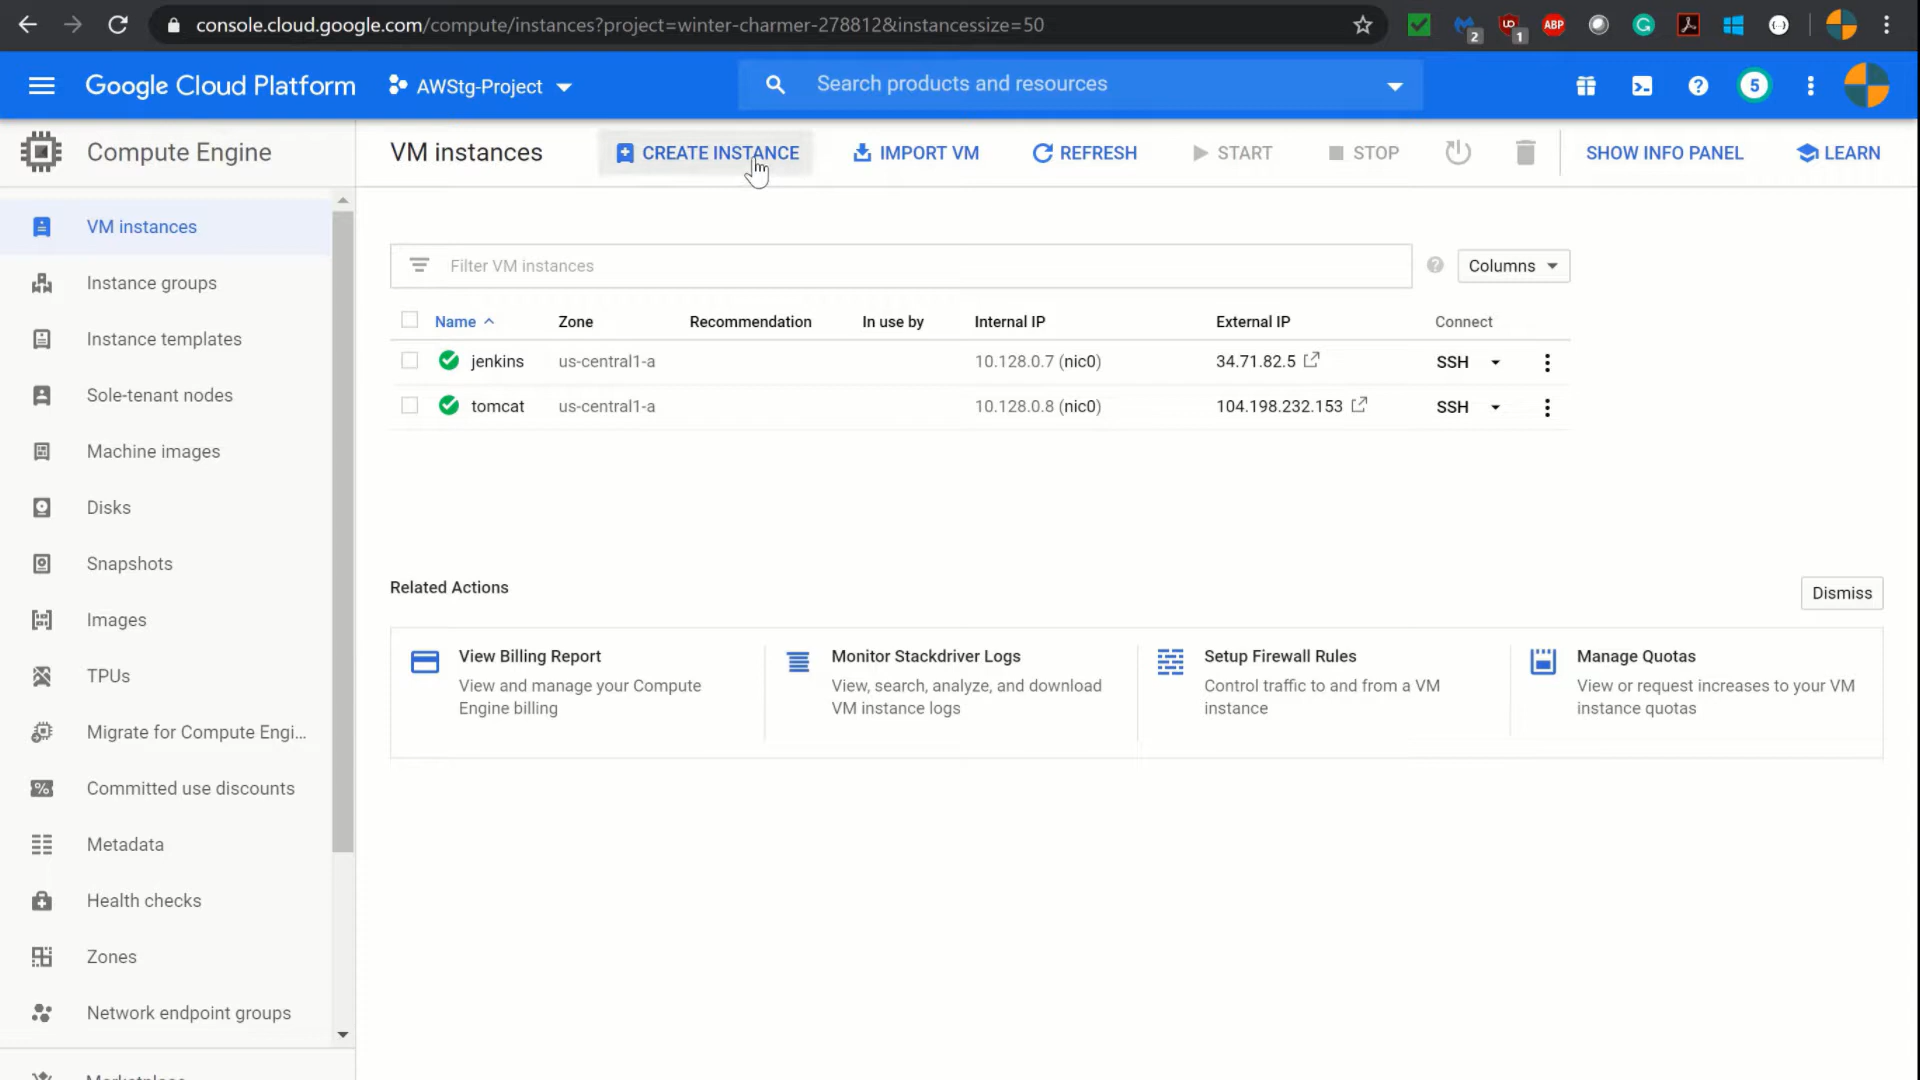 console.cloud.google.com/compute/instances?project=winter-charmer-278812&instancessize=50
2
UD
1
ABP
Google Cloud Platform
AWStg-Project
Search products and resources
5
Compute Engine
VM instances
CREATE INSTANCE
IMPORT VM
REFRESH
START
STOP
SHOW INFO PANEL
LEARN
VM instances
Instance groups
Instance templates
Sole-tenant nodes
Machine images
Disks
Snapshots
Images
TPUs
Migrate for Compute Engi...
Committed use discounts
Metadata
Health checks
Zones
Network endpoint groups
Filter VM instances
Columns
Name Zone Recommendation In use by Internal IP External IP Connect
jenkins us-central1-a 10.128.0.7 (nic0) 34.71.82.5 SSH
tomcat us-central1-a 10.128.0.8 (nic0) 104.198.232.153 SSH
Related Actions
Dismiss
View Billing Report
View and manage your Compute
Engine billing
Monitor Stackdriver Logs
View, search, analyze, and download
VM instance logs
Setup Firewall Rules
Control traffic to and from a VM
instance
Manage Quotas
View or request increases to your VM
instance quotas